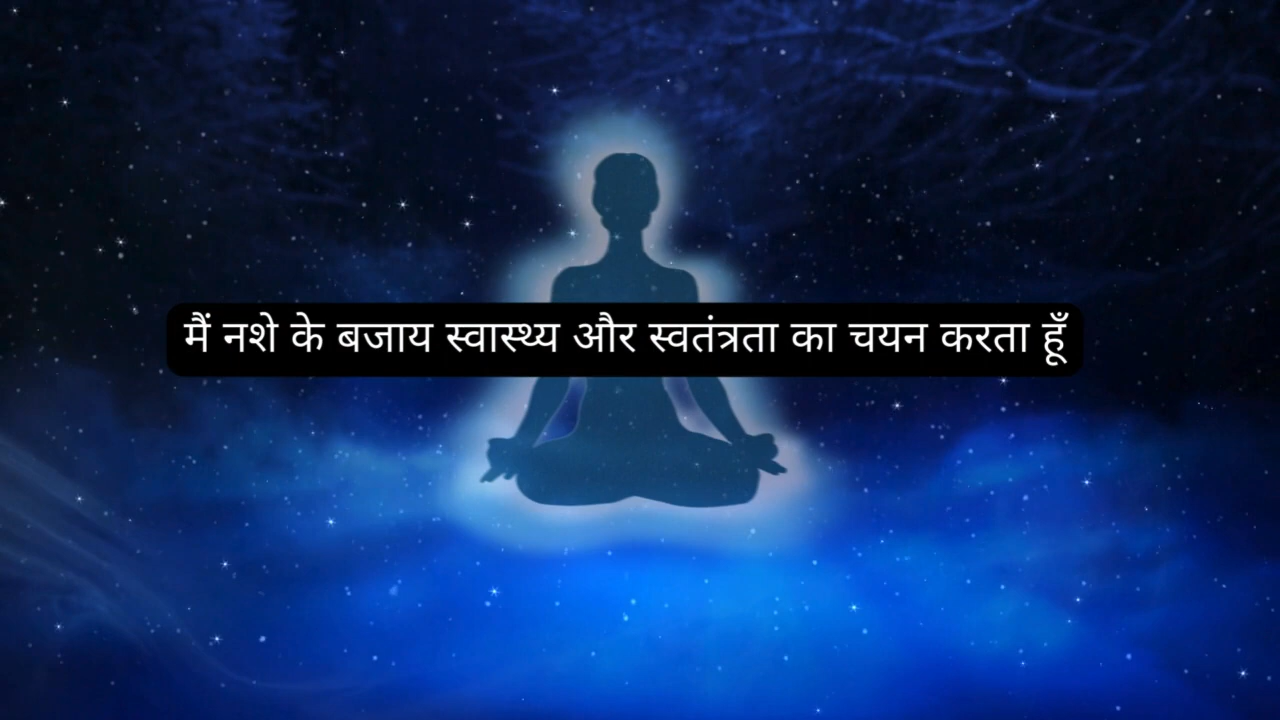 मैं नशे के बजाय स्वास्थ्य और स्वतंत्रता का चयन करता हूँ